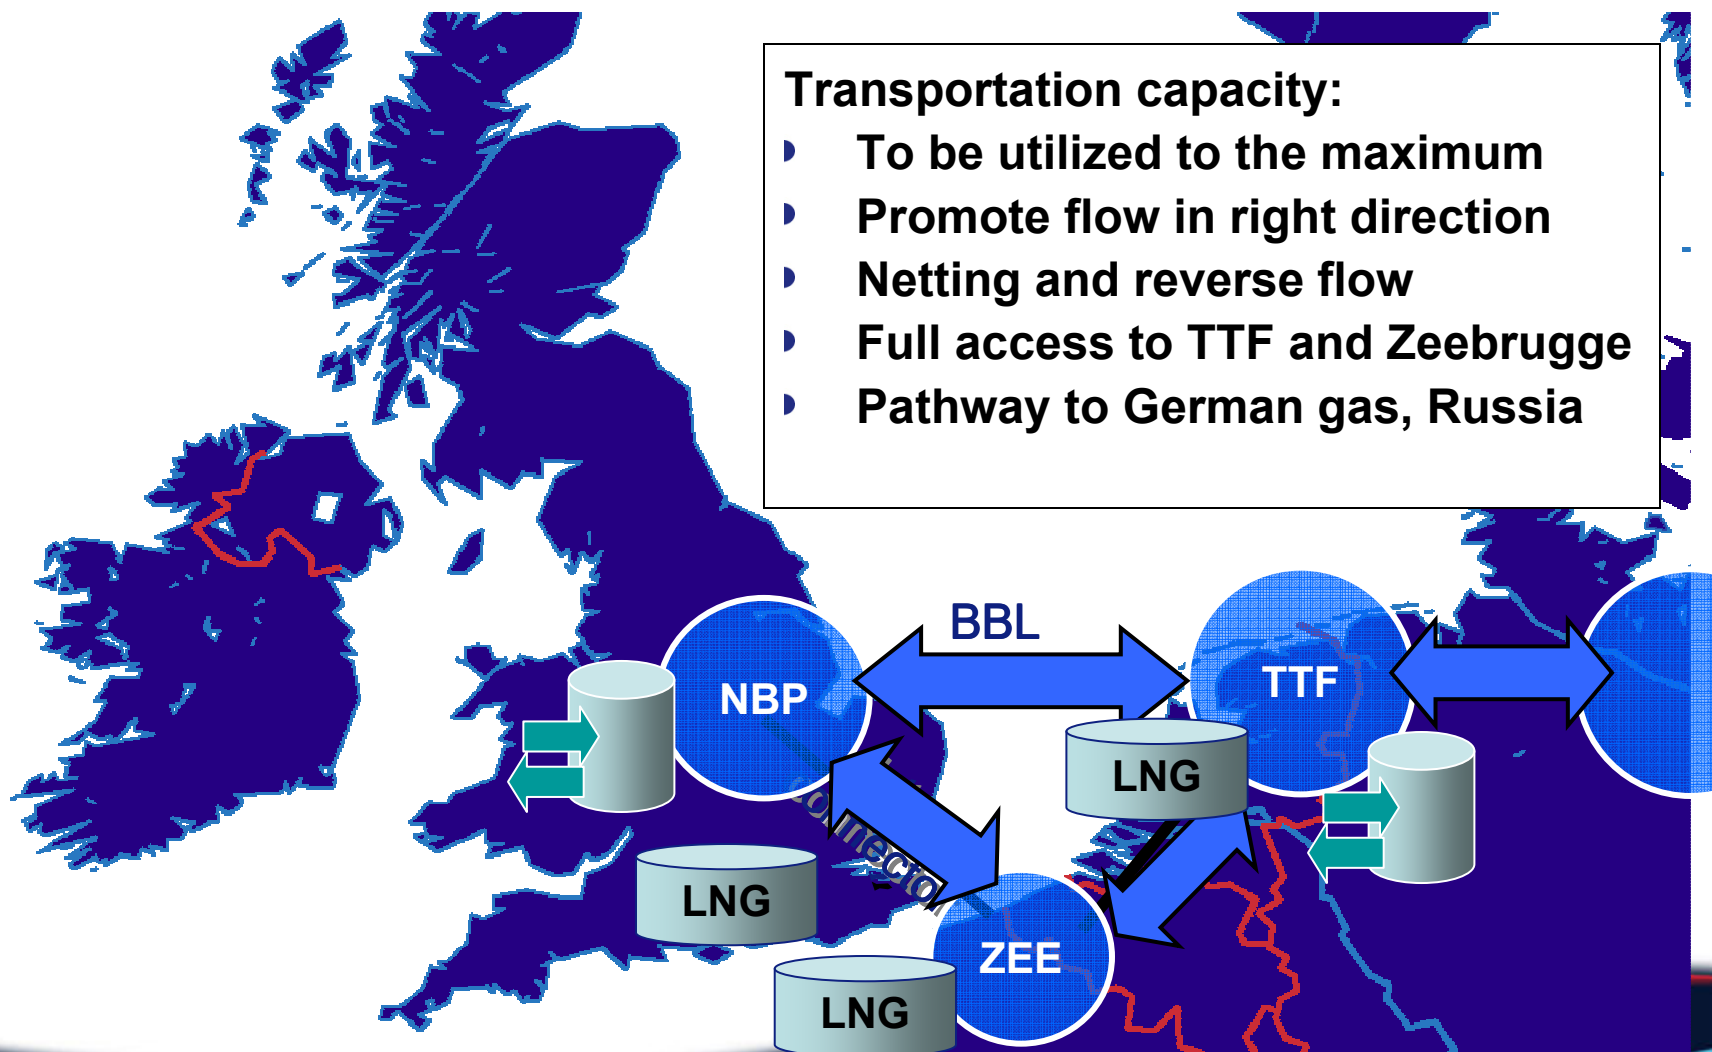 Transportation capacity:
To be utilized to the maximum
Promote flow in right direction
Netting and reverse flow
Full access to TTF and Zeebrugge
Pathway to German gas, Russia
BBL
NBP
TTF
LNG
connector
LNG
ZEE
LNG